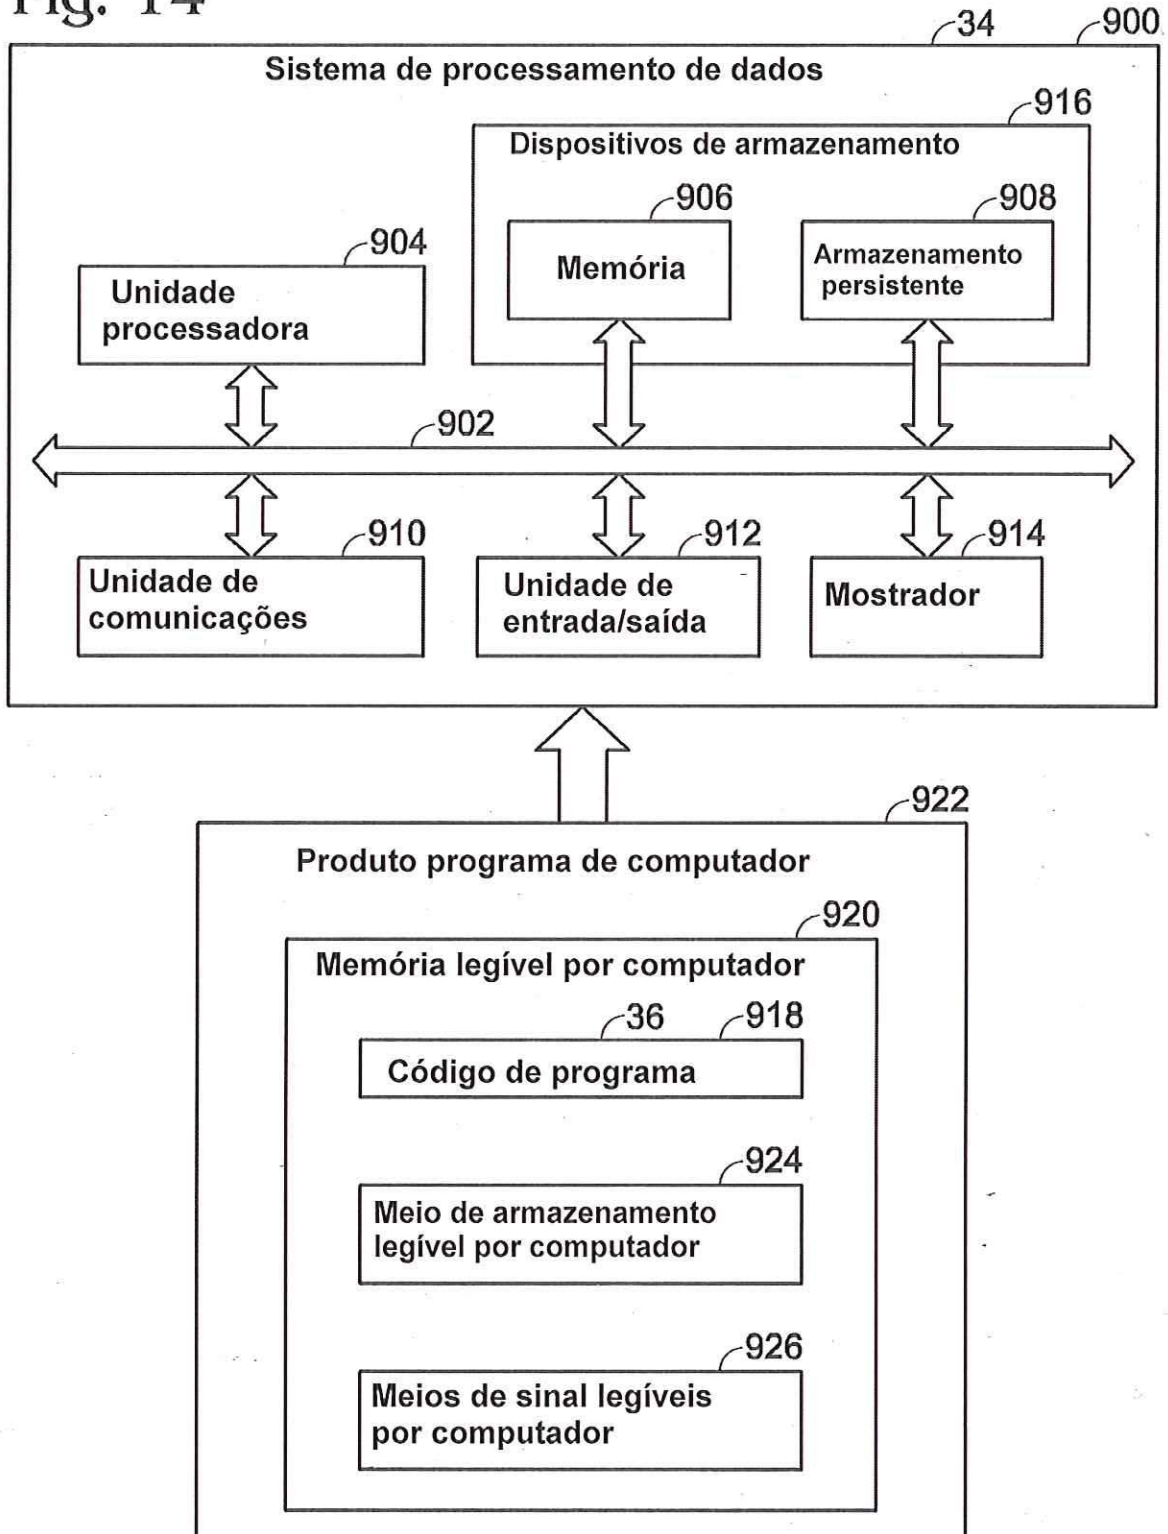 Fig. 14
34
900
Sistema de processamento de dados
916
Dispositivos de armazenamento
906
908
Memória
Armazenamento
persistente
904
Unidade
processadora
902
910
912
914
Unidade de
comunicações
Unidade de
entrada/saída
Mostrador
922
Produto programa de computador
920
Memória legível por computador
36
918
Código de programa
924
Meio de armazenamento
legível por computador
926
Meios de sinal legíveis
por computador